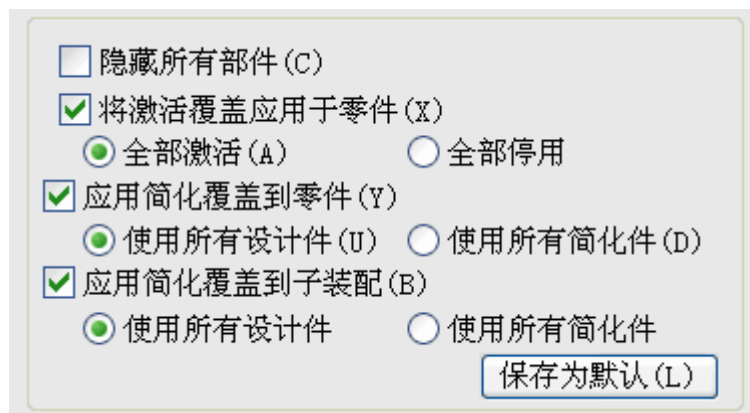 隐藏所有部件(C)
将激活覆盖应用于零件(X)
全部激活(A) 全部停用
应用简化覆盖到零件(Y)
使用所有设计件(U) 使用所有简化件(D)
应用简化覆盖到子装配(B)
使用所有设计件 使用所有简化件
保存为默认(L)